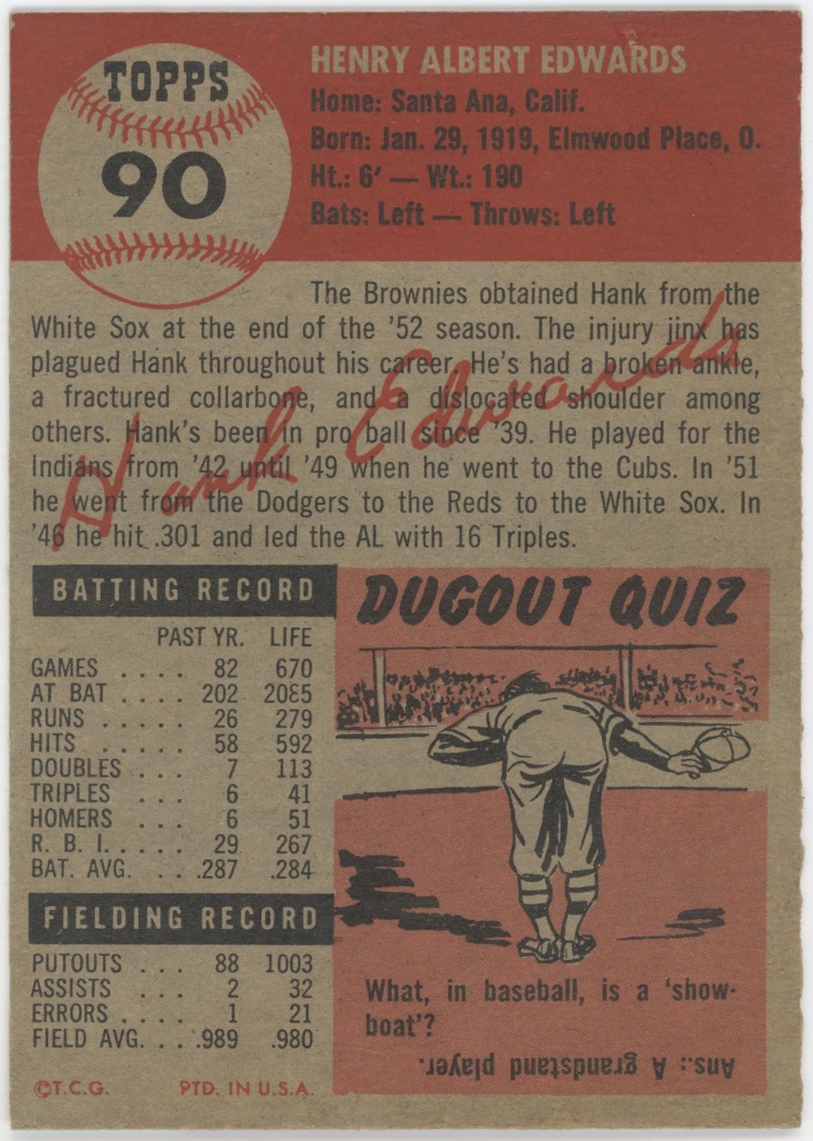 TOPPS
90
HENRY ALBERT EDWARDS
Home: Santa Ana, Calif.
Born: Jan. 29, 1919, Elmwood Place, O.
Ht.: 6' — Wt.: 190
Bats: Left — Throws: Left
The Brownies obtained Hank from the
White Sox at the end of the '52 season. The injury jinx has
plagued Hank throughout his career. He's had a broken ankle,
a fractured collarbone, and a dislocated shoulder among
others. Hank's been in pro ball since '39. He played for the
Indians from '42 until '49 when he went to the Cubs. In '51
he went from the Dodgers to the Reds to the White Sox. In
'46 he hit .301 and led the AL with 16 Triples.
Hank Edwards
BATTING RECORD
PAST YR. LIFE
GAMES . . . . 82 670
AT BAT . . . . 202 2085
RUNS . . . . . 26 279
HITS . . . . . 58 592
DOUBLES . . . 7 113
TRIPLES . . . 6 41
HOMERS . . . 6 51
R. B. I. . . . . 29 267
BAT. AVG. . . . .287 .284
FIELDING RECORD
PUTOUTS . . . 88 1003
ASSISTS . . . 2 32
ERRORS . . . . 1 21
FIELD AVG. . . .989 .980
©T.C.G. PTD. IN U.S.A.
DUGOUT QUIZ
What, in baseball, is a 'show-
boat'?
Ans.: A grandstand player.